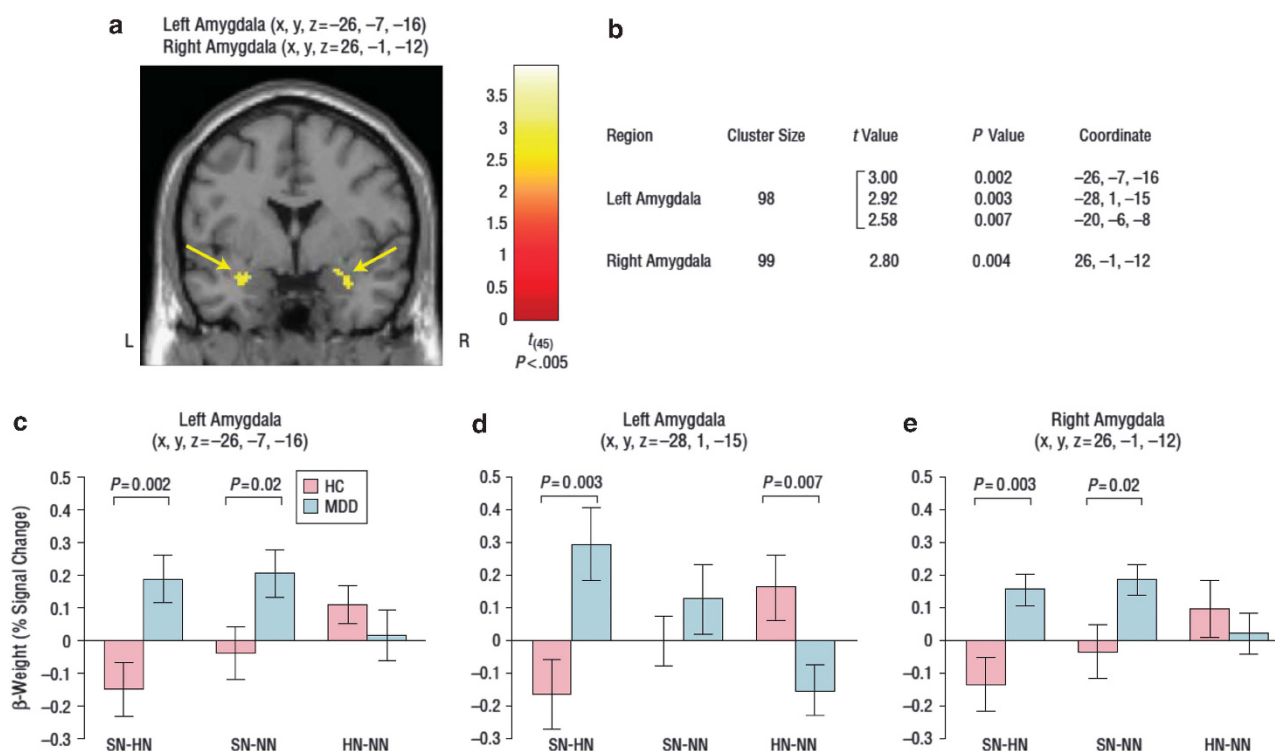 a
Left Amygdala (x, y, z=–26, –7, –16)
Right Amygdala (x, y, z=26, –1, –12)
3.5
3
2.5
2
1.5
1
0.5
0
L
R
t(45)
P<.005
b
Region Cluster Size t Value P Value Coordinate
3.00 0.002 –26, –7, –16
Left Amygdala 98 2.92 0.003 –28, 1, –15
2.58 0.007 –20, –6, –8
Right Amygdala 99 2.80 0.004 26, –1, –12
c
Left Amygdala
(x, y, z=–26, –7, –16)
β-Weight (% Signal Change)
0.5
0.4
0.3
0.2
0.1
0
–0.1
–0.2
–0.3
P=0.002
P=0.02
HC
MDD
SN-HN SN-NN HN-NN
d
Left Amygdala
(x, y, z=–28, 1, –15)
0.5
0.4
0.3
0.2
0.1
0
–0.1
–0.2
–0.3
P=0.003
P=0.007
SN-HN SN-NN HN-NN
e
Right Amygdala
(x, y, z=26, –1, –12)
0.5
0.4
0.3
0.2
0.1
0
–0.1
–0.2
–0.3
P=0.003
P=0.02
SN-HN SN-NN HN-NN